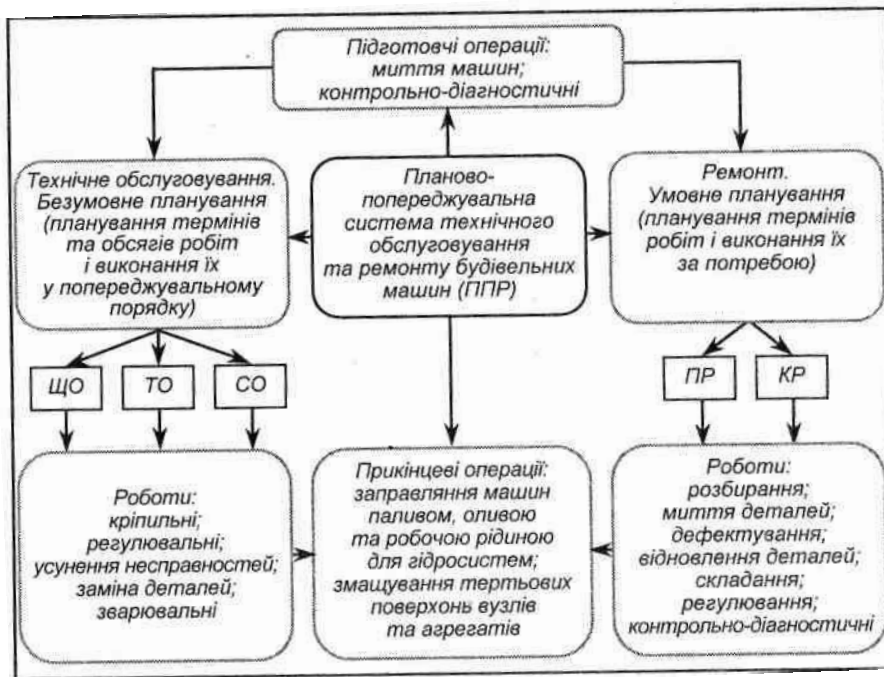 Підготовчі операції:
миття машин;
контрольно-діагностичні
Технічне обслуговування.
Безумовне планування
(планування термінів
та обсягів робіт
і виконання їх
у попереджувальному
порядку)
Планово-
попереджувальна
система технічного
обслуговування
та ремонту будівельних
машин (ППР)
Ремонт.
Умовне планування
(планування термінів
робіт і виконання їх
за потребою)
ЩО
ТО
СО
ПР
КР
Роботи:
кріпильні;
регулювальні;
усунення несправностей;
заміна деталей;
зварювальні
Прикінцеві операції:
заправляння машин
паливом, оливою
та робочою рідиною
для гідросистем;
змащування тертьових
поверхонь вузлів
та агрегатів
Роботи:
розбирання;
миття деталей;
дефектування;
відновлення деталей;
складання;
регулювання;
контрольно-діагностичні